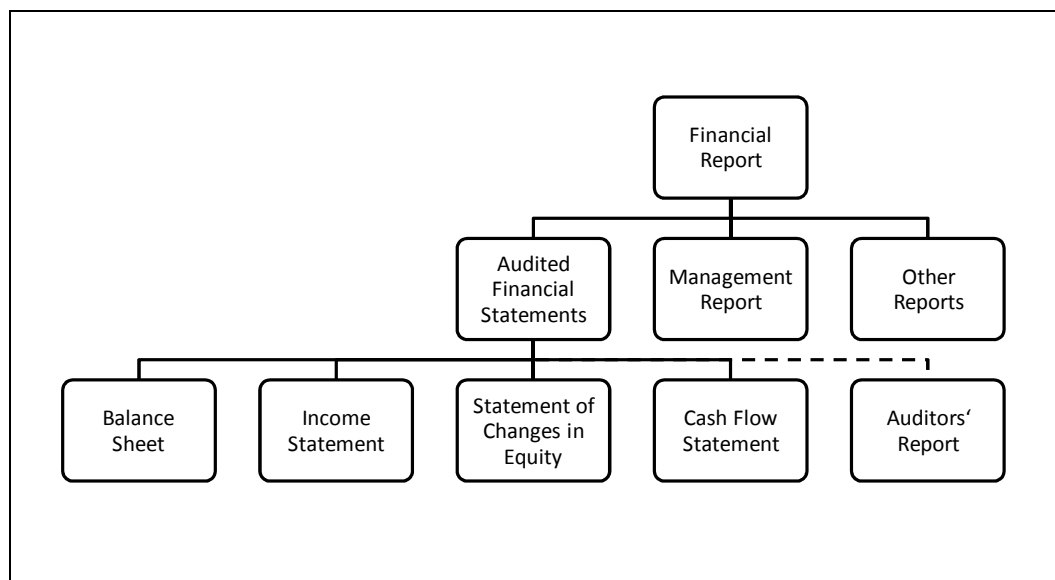 Financial
Report
Audited
Financial
Statements
Management
Report
Other
Reports
Balance
Sheet
Income
Statement
Statement of
Changes in
Equity
Cash Flow
Statement
Auditors‘
Report